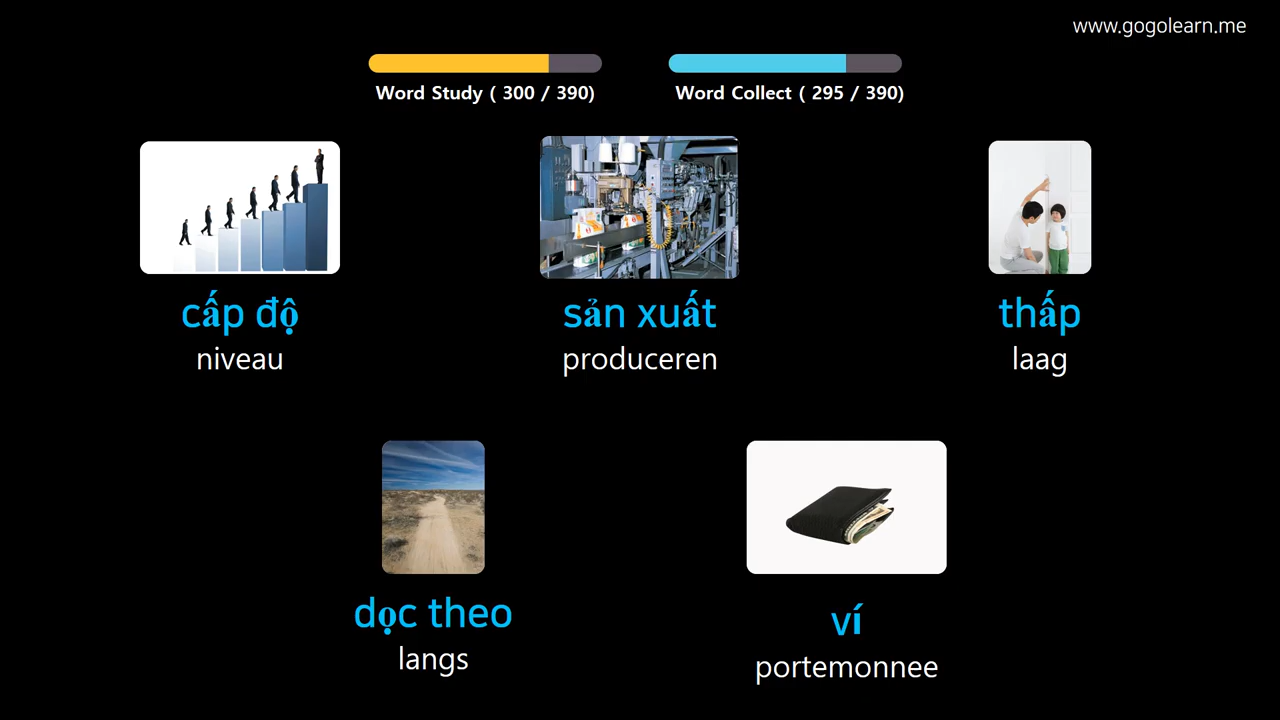 www.gogolearn.me
Word Study ( 300 / 390)
Word Collect ( 295 / 390)
cấp độ
niveau
sản xuất
produceren
thấp
laag
dọc theo
langs
ví
portemonnee